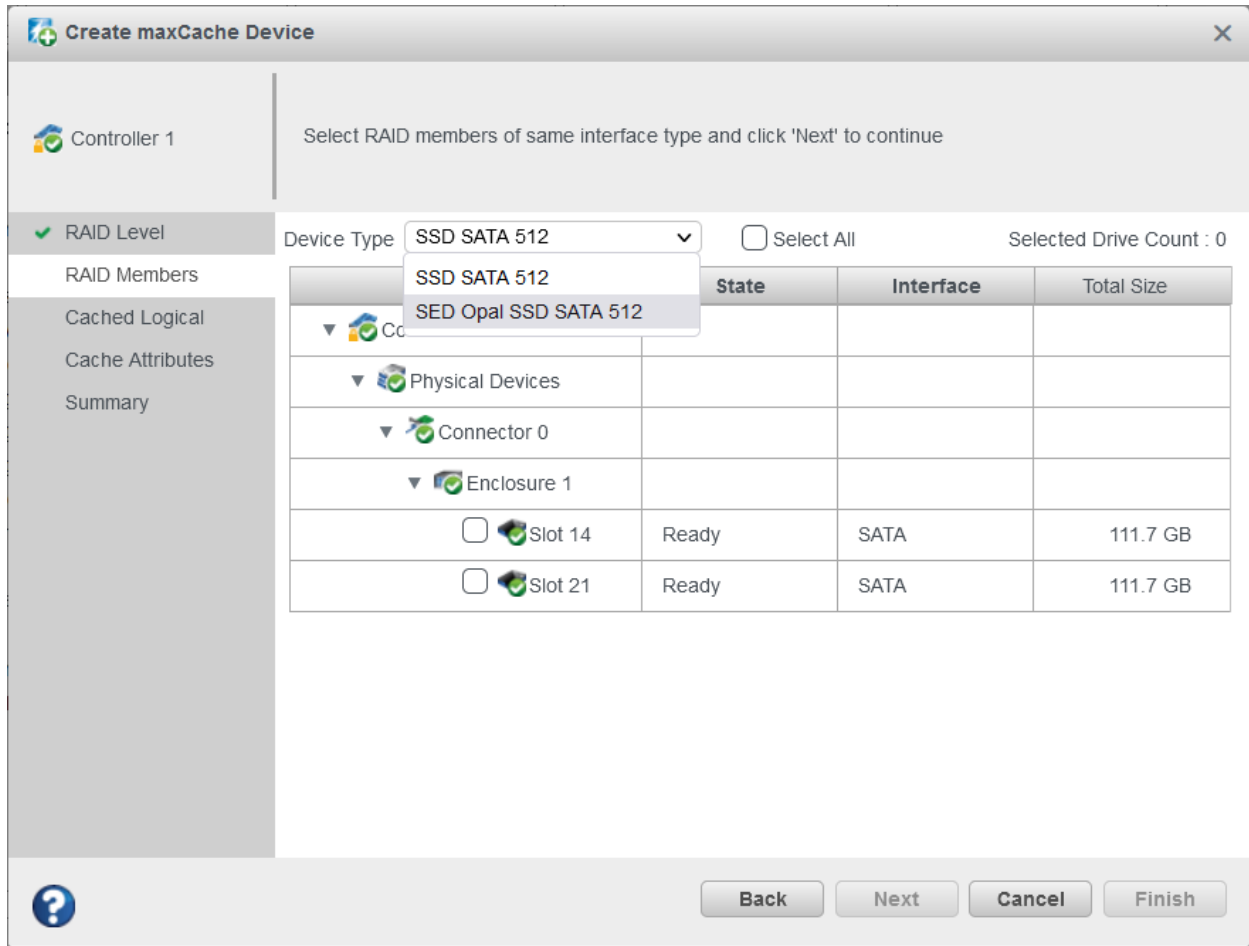 Create maxCache Device
Controller 1
Select RAID members of same interface type and click 'Next' to continue
RAID Level
RAID Members
Cached Logical
Cache Attributes
Summary
Device Type SSD SATA 512 Select All Selected Drive Count : 0
SSD SATA 512
SED Opal SSD SATA 512
State Interface Total Size
Physical Devices
Connector 0
Enclosure 1
Slot 14 Ready SATA 111.7 GB
Slot 21 Ready SATA 111.7 GB
? Back Next Cancel Finish